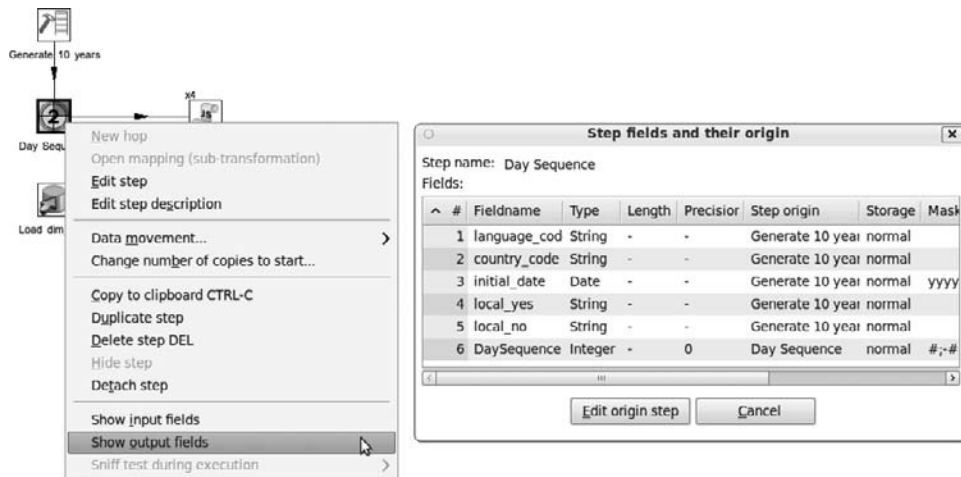 Generate 10 years
x4
2
JS
Day Sequ
Load dim
New hop
Open mapping (sub-transformation)
Edit step
Edit step description
Data movement...
Change number of copies to start...
Copy to clipboard CTRL-C
Duplicate step
Delete step DEL
Hide step
Detach step
Show input fields
Show output fields
Sniff test during execution
Step fields and their origin
Step name: Day Sequence
Fields:
# Fieldname Type Length Precision Step origin Storage Mask
1 language_cod String - - Generate 10 year normal
2 country_code String - - Generate 10 year normal
3 initial_date Date - - Generate 10 year normal yyyy
4 local_yes String - - Generate 10 year normal
5 local_no String - - Generate 10 year normal
6 DaySequence Integer - 0 Day Sequence normal #;-#
Edit origin step Cancel